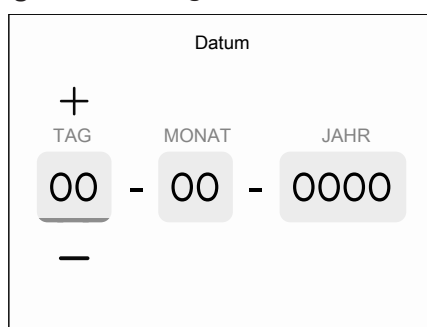 Datum
+
TAG MONAT JAHR
00 - 00 - 0000
—